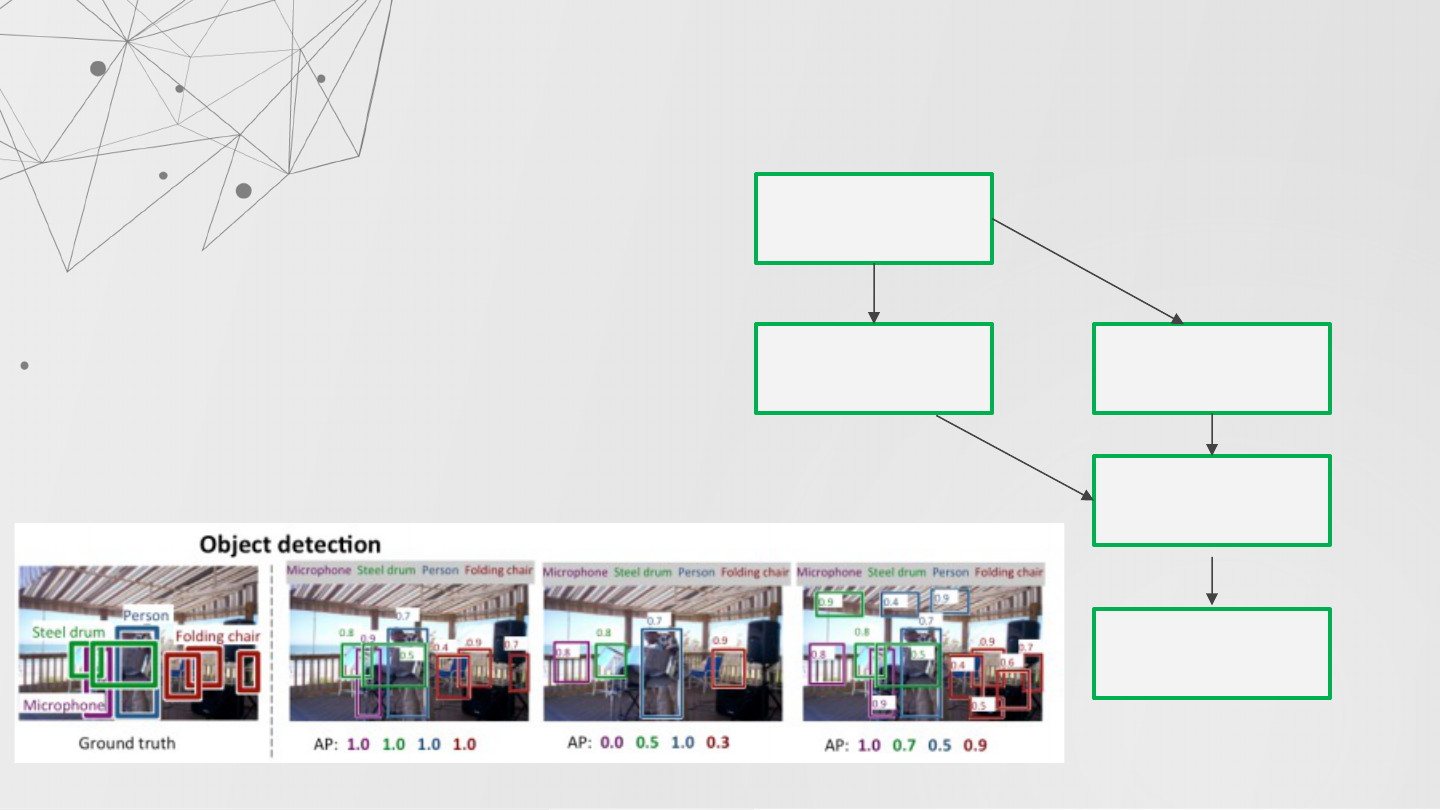 Object detection
Microphone Steel drum Person Folding chair
Microphone Steel drum Person Folding chair
Microphone Steel drum Person Folding chair
Person
Steel drum
Folding chair
Microphone
0.7
0.8
0.9
0.5
0.4
0.9
0.7
0.7
0.8
0.8
0.9
0.9
0.4
0.9
0.7
0.8
0.8
0.5
0.9
0.7
0.4
0.6
0.9
0.5
Ground truth
AP: 1.0 1.0 1.0 1.0
AP: 0.0 0.5 1.0 0.3
AP: 1.0 0.7 0.5 0.9